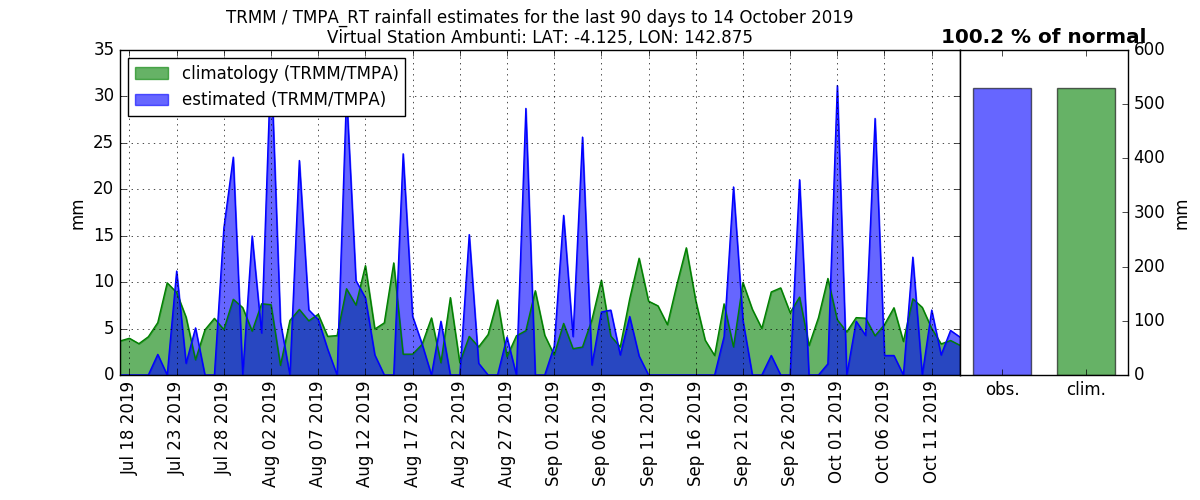 TRMM / TMPA_RT rainfall estimates for the last 90 days to 14 October 2019
Virtual Station Ambunti: LAT: -4.125, LON: 142.875
100.2 % of normal
climatology (TRMM/TMPA)
estimated (TRMM/TMPA)
35
30
25
20
15
10
5
0
mm
Jul 18 2019
Jul 23 2019
Jul 28 2019
Aug 02 2019
Aug 07 2019
Aug 12 2019
Aug 17 2019
Aug 22 2019
Aug 27 2019
Sep 01 2019
Sep 06 2019
Sep 11 2019
Sep 16 2019
Sep 21 2019
Sep 26 2019
Oct 01 2019
Oct 06 2019
Oct 11 2019
600
500
400
300
200
100
0
mm
obs.
clim.